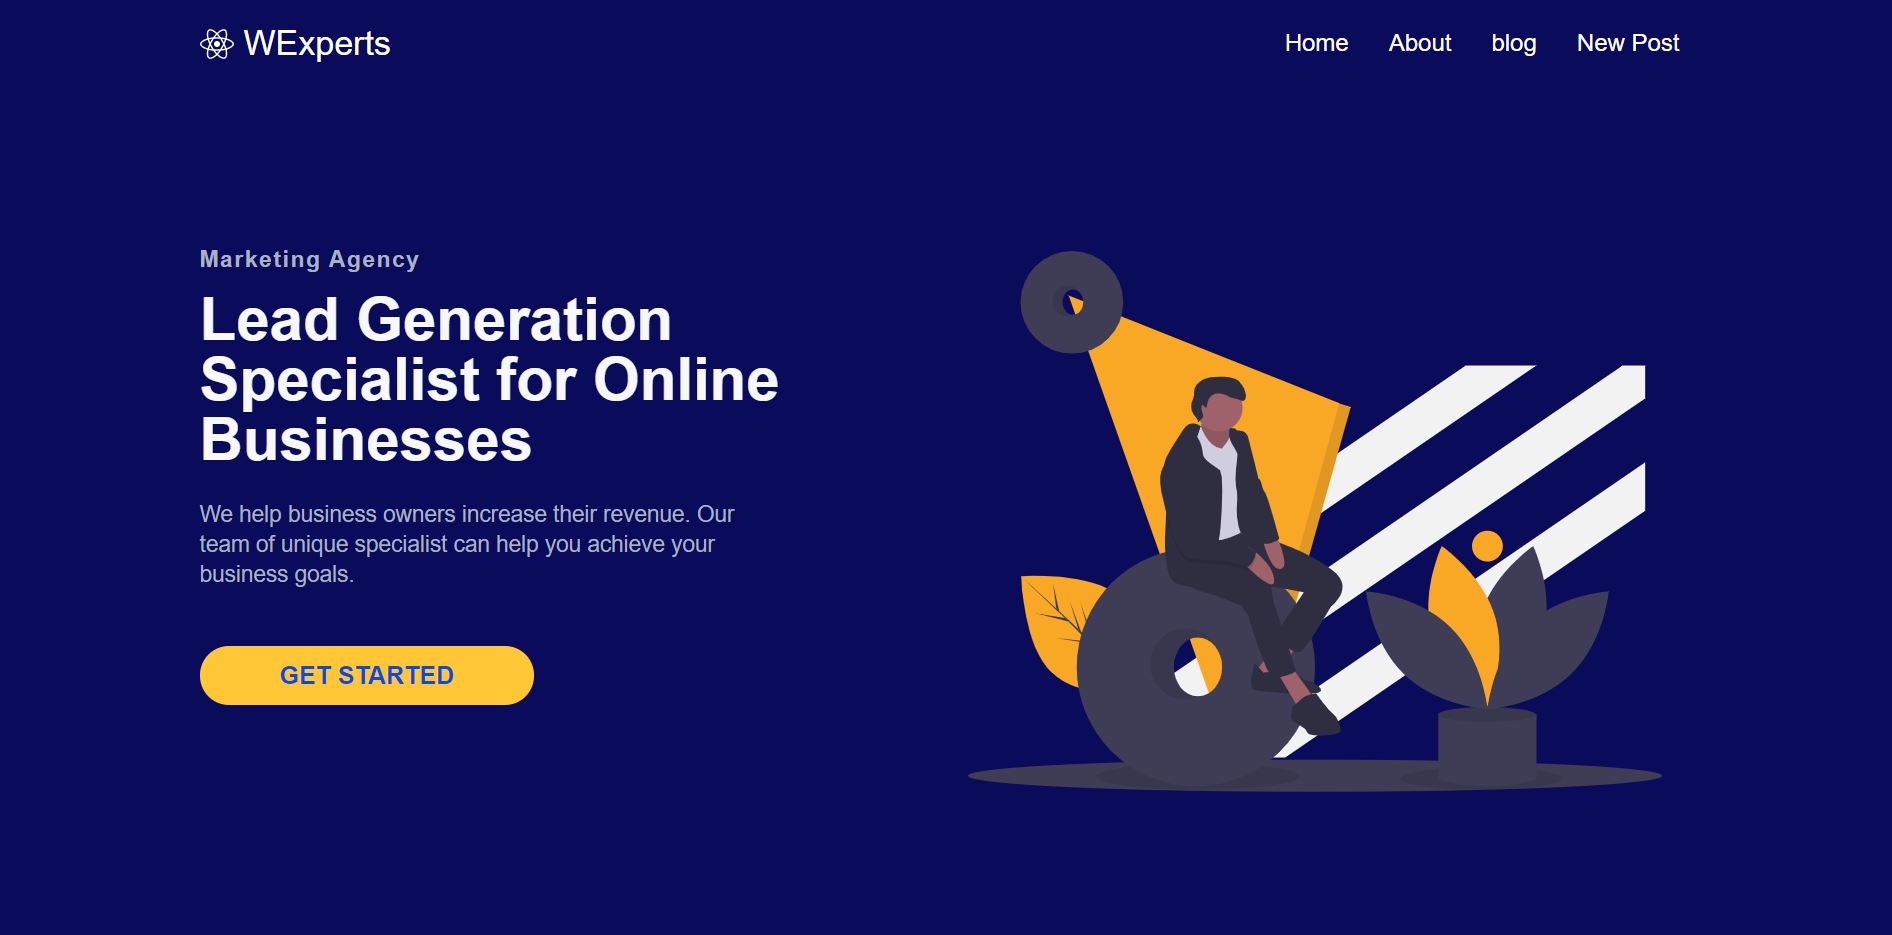 WExperts
Home About blog New Post
Marketing Agency
Lead Generation
Specialist for Online
Businesses
We help business owners increase their revenue. Our
team of unique specialist can help you achieve your
business goals.
GET STARTED